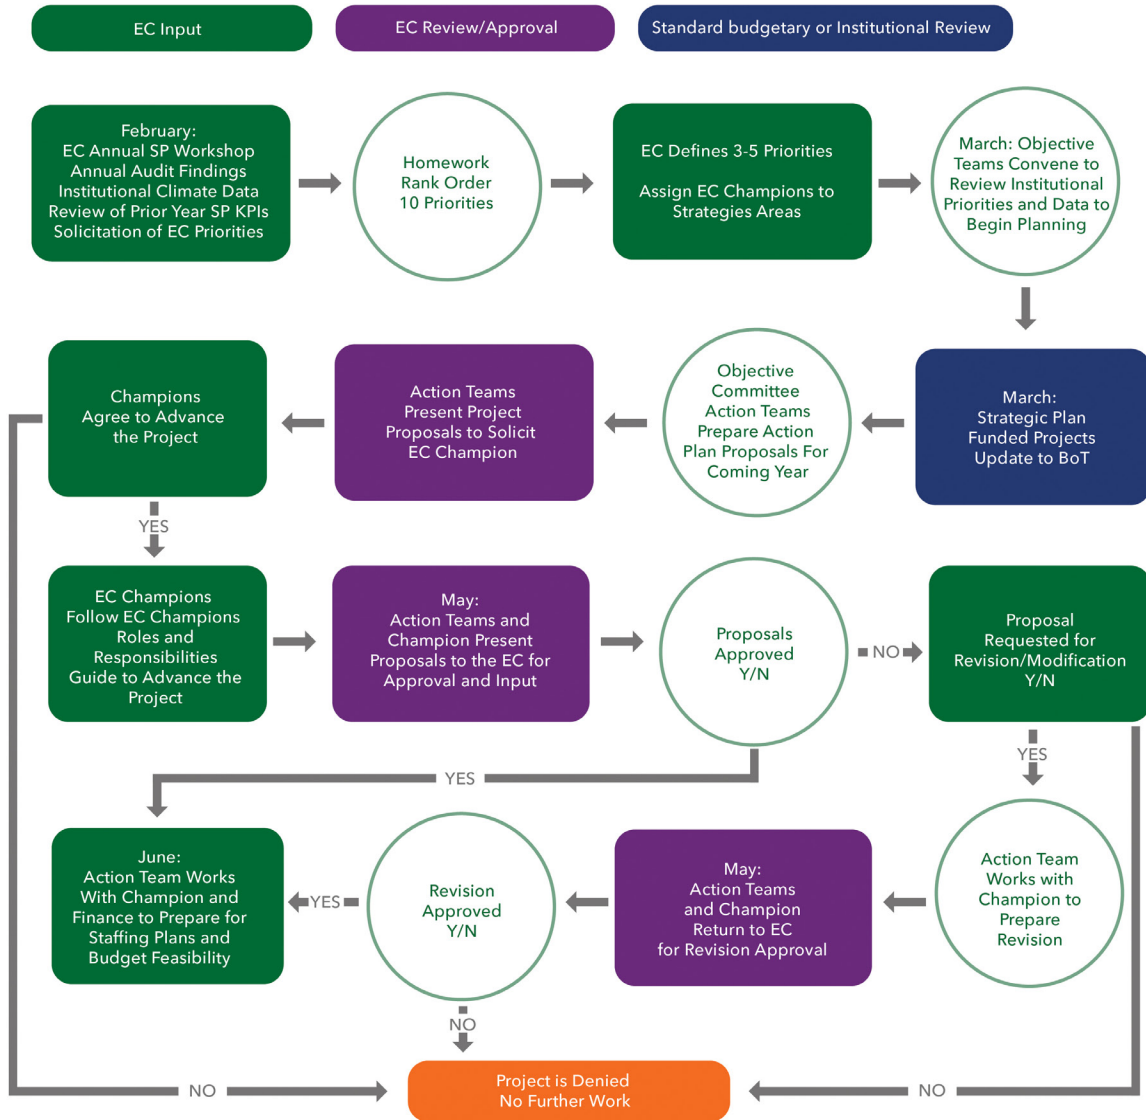 EC Input
EC Review/Approval
Standard budgetary or Institutional Review
February:
EC Annual SP Workshop
Annual Audit Findings
Institutional Climate Data
Review of Prior Year SP KPIs
Solicitation of EC Priorities
Homework
Rank Order
10 Priorities
EC Defines 3-5 Priorities
Assign EC Champions to
Strategies Areas
March: Objective
Teams Convene to
Review Institutional
Priorities and Data to
Begin Planning
Champions
Agree to Advance
the Project
Action Teams
Present Project
Proposals to Solicit
EC Champion
Objective
Committee
Action Teams
Prepare Action
Plan Proposals For
Coming Year
March:
Strategic Plan
Funded Projects
Update to BoT
YES
EC Champions
Follow EC Champions
Roles and
Responsibilities
Guide to Advance the
Project
May:
Action Teams and
Champion Present
Proposals to the EC for
Approval and Input
Proposals
Approved
Y/N
NO
Proposal
Requested for
Revision/Modification
Y/N
YES
YES
June:
Action Team Works
With Champion and
Finance to Prepare for
Staffing Plans and
Budget Feasibility
YES
Revision
Approved
Y/N
May:
Action Teams
and Champion
Return to EC
for Revision Approval
Action Team
Works with
Champion to
Prepare
Revision
NO
NO
Project is Denied
No Further Work
NO